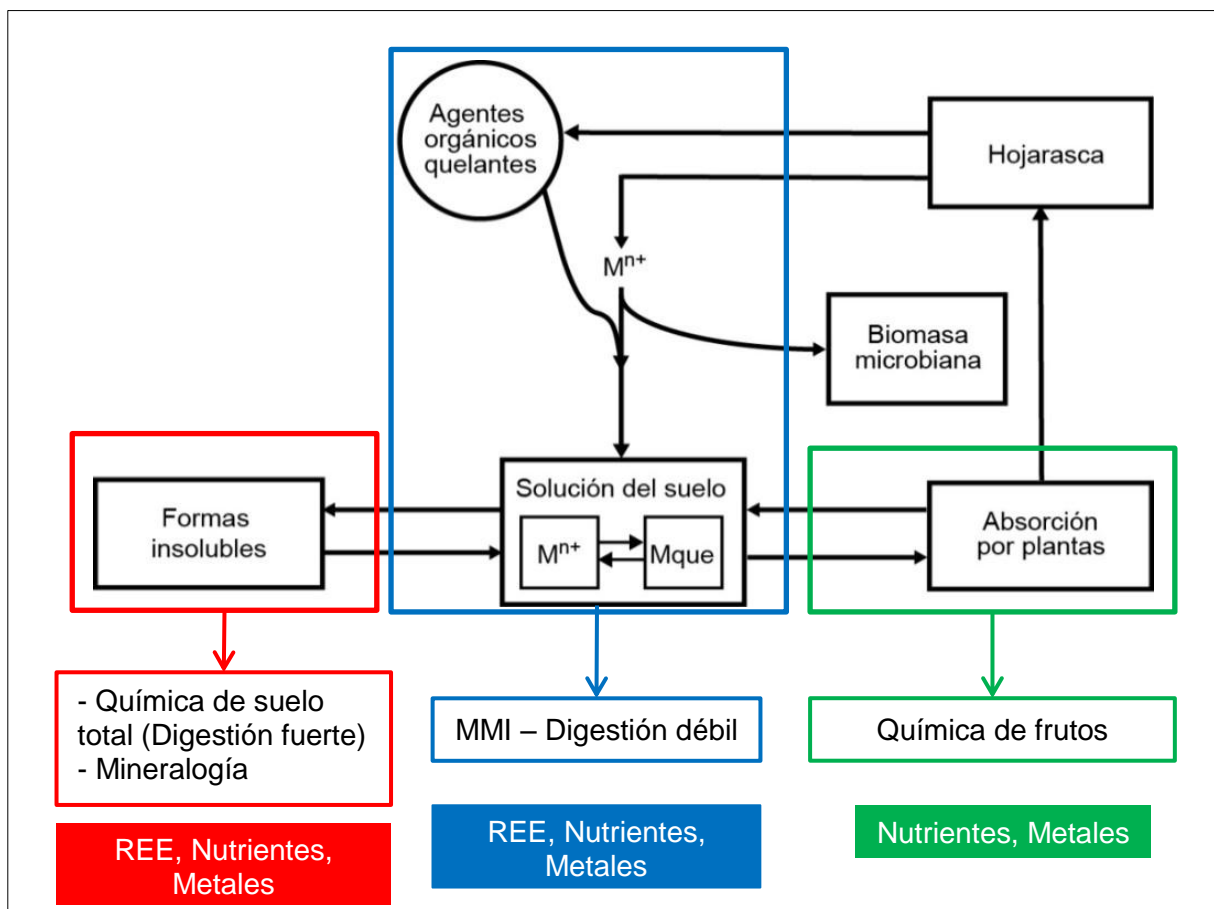 Agentes
orgánicos
quelantes
Hojarasca
Mⁿ⁺
Biomasa
microbiana
Formas
insolubles
Solución del suelo
Mⁿ⁺
Mque
Absorción
por plantas
- Química de suelo
total (Digestión fuerte)
- Mineralogía
MMI – Digestión débil
Química de frutos
REE, Nutrientes,
Metales
REE, Nutrientes,
Metales
Nutrientes, Metales